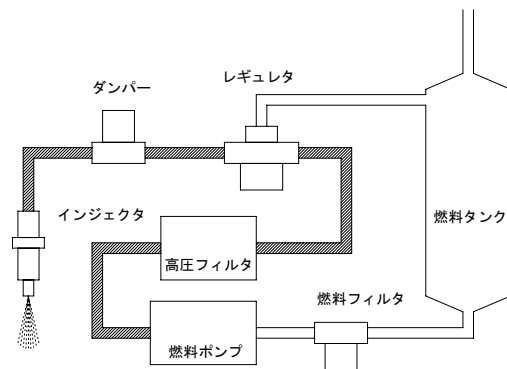 レギュレタ
ダンパー
インジェクタ
燃料タンク
高圧フィルタ
燃料フィルタ
燃料ポンプ